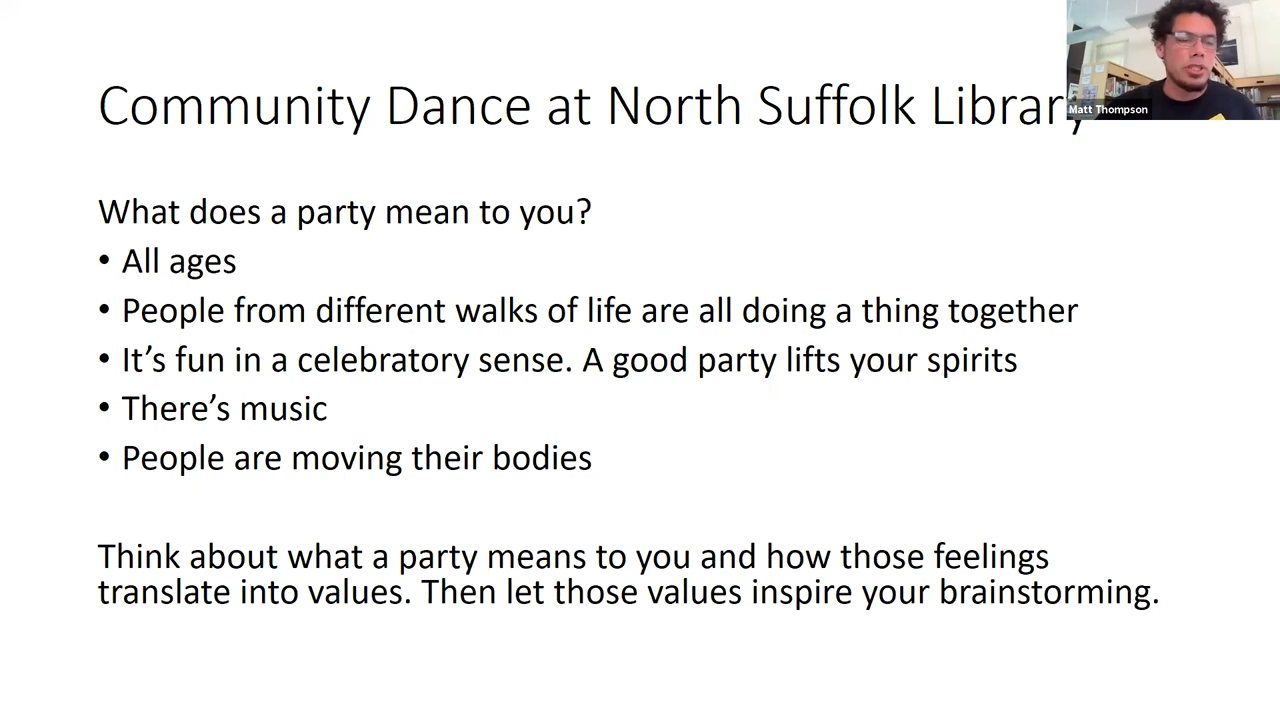 Community Dance at North Suffolk Library
Matt Thompson
What does a party mean to you?
• All ages
• People from different walks of life are all doing a thing together
• It's fun in a celebratory sense. A good party lifts your spirits
• There's music
• People are moving their bodies
Think about what a party means to you and how those feelings
translate into values. Then let those values inspire your brainstorming.